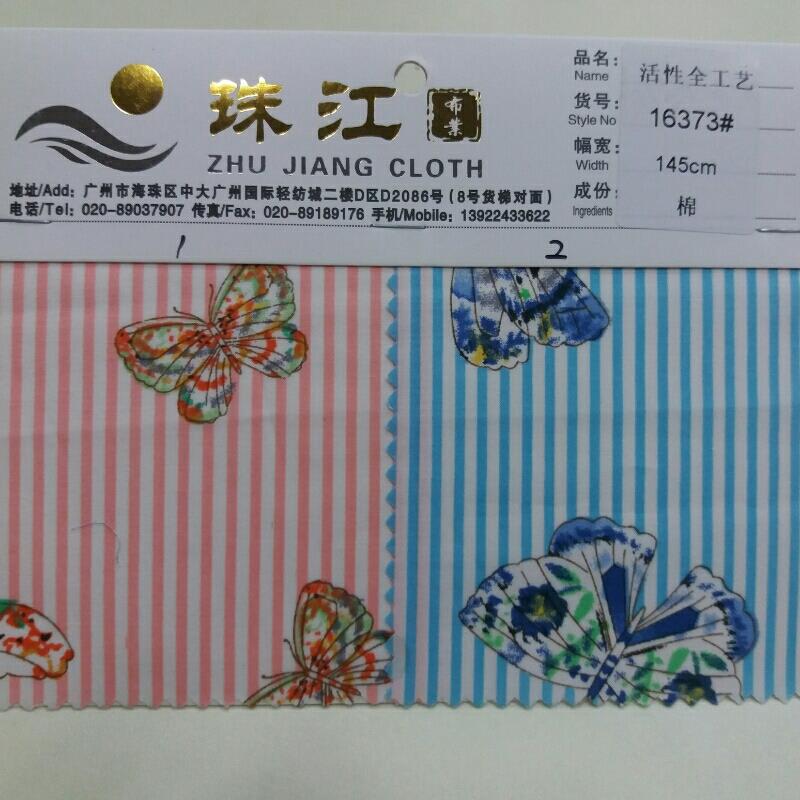 珠江布業
ZHU JIANG CLOTH
地址/Add: 广州市海珠区中大广州国际轻纺城二楼D区D2086号(8号货梯对面)
电话/Tel: 020-89037907 传真/Fax: 020-89189176 手机/Mobile: 13922433622
品名: 活性全工艺
Name
货号: 16373#
Style No
幅宽: 145cm
Width
成份: 棉
Ingredients
1 2